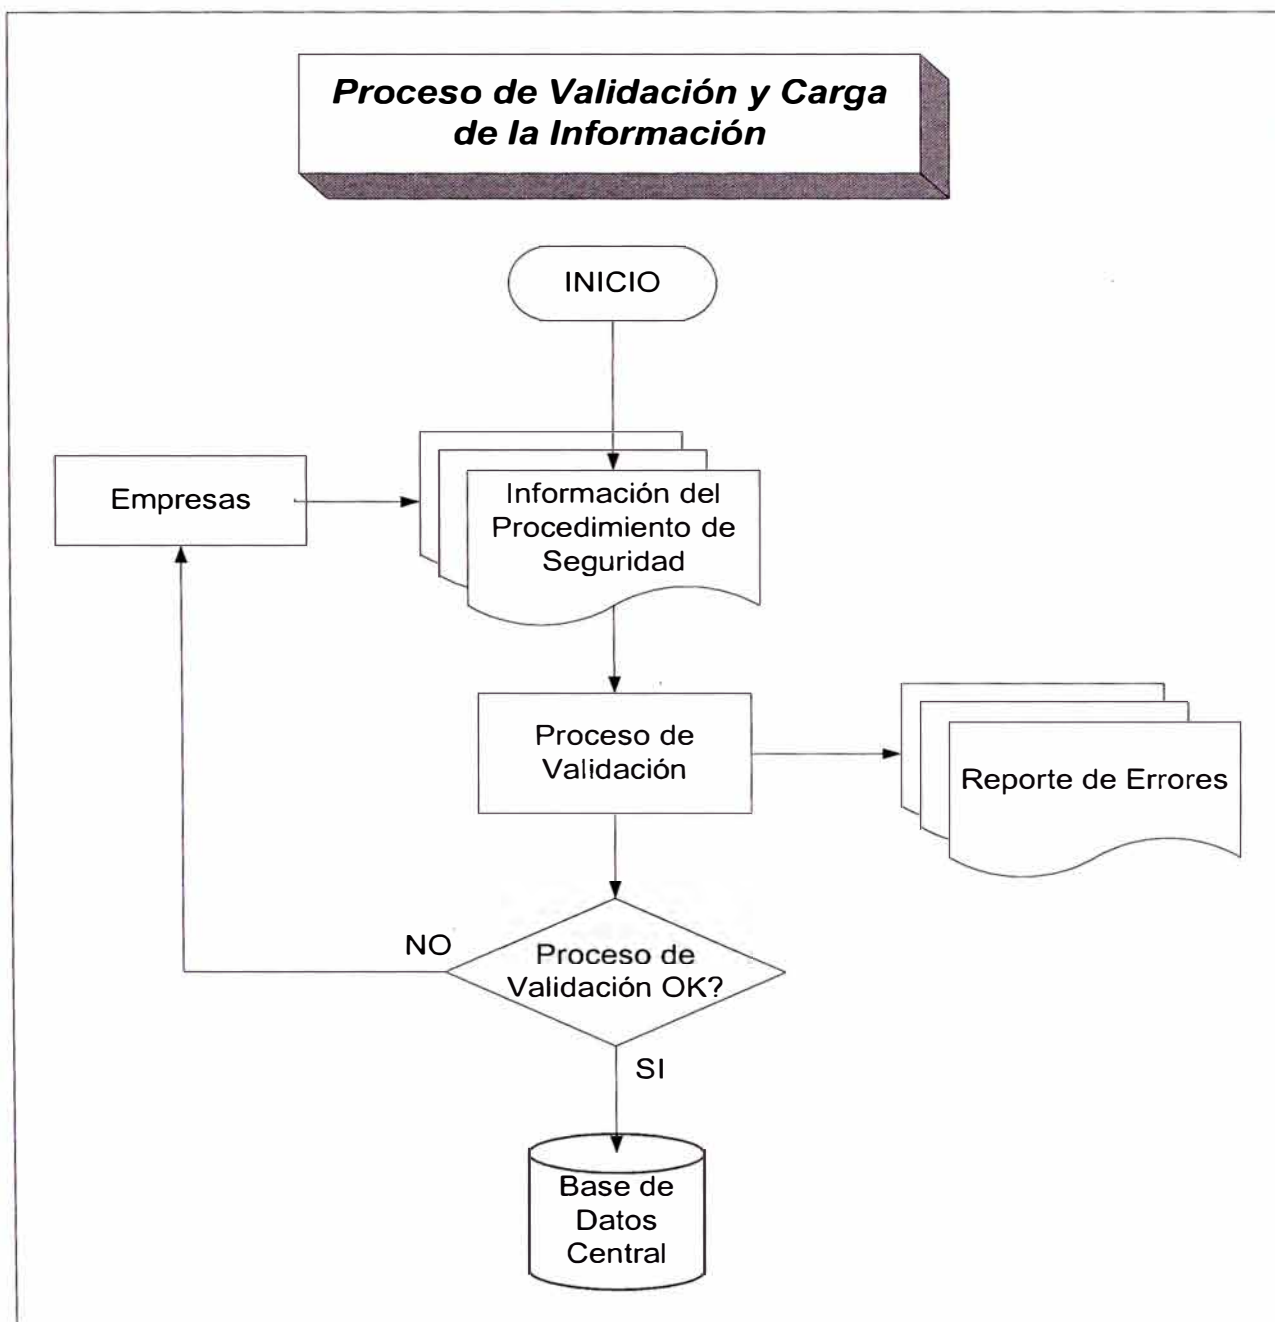 Proceso de Validación y Carga
de la Información
INICIO
Empresas
Información del
Procedimiento de
Seguridad
Proceso de
Validación
Reporte de Errores
NO
Proceso de
Validación OK?
SI
Base de
Datos
Central